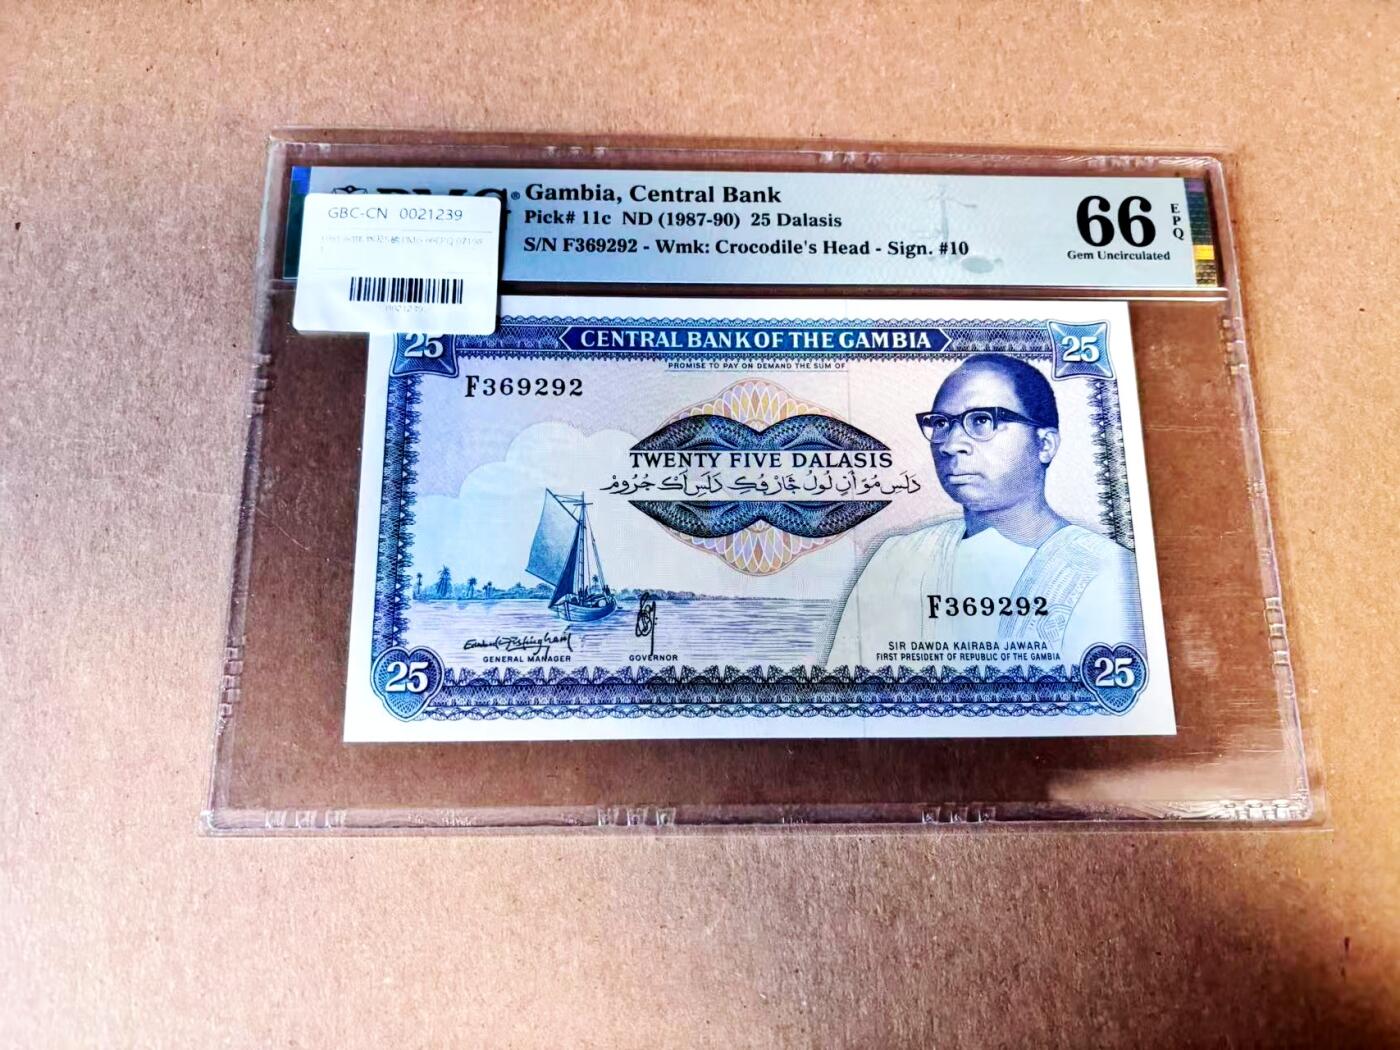 GBC-CN 0021239
PMG® Gambia, Central Bank
Pick# 11c ND (1987-90) 25 Dalasis
S/N F369292 - Wmk: Crocodile's Head - Sign. #10
66
EPQ
Gem Uncirculated
25 CENTRAL BANK OF THE GAMBIA 25
PROMISE TO PAY ON DEMAND THE SUM OF
F369292
TWENTY FIVE DALASIS
F369292
SIR DAWDA KAIRABA JAWARA
FIRST PRESIDENT OF REPUBLIC OF THE GAMBIA
GENERAL MANAGER
GOVERNOR
25
25